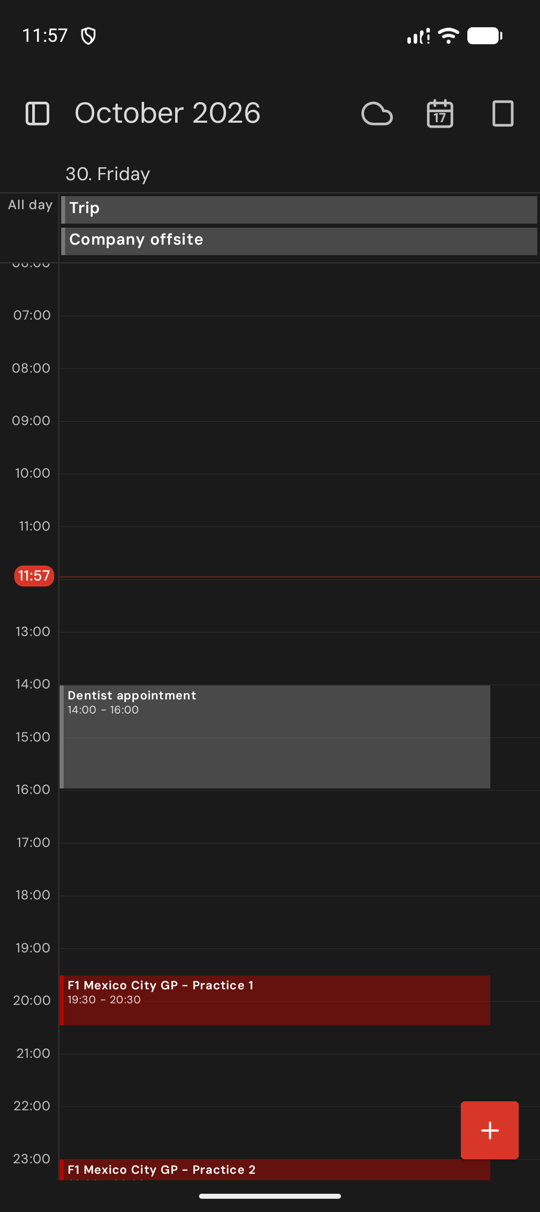 11:57
October 2026
17
30. Friday
All day
Trip
Company offsite
06:00
07:00
08:00
09:00
10:00
11:00
11:57
13:00
14:00
Dentist appointment
14:00 - 16:00
15:00
16:00
17:00
18:00
19:00
F1 Mexico City GP - Practice 1
19:30 - 20:30
20:00
21:00
22:00
23:00
F1 Mexico City GP - Practice 2